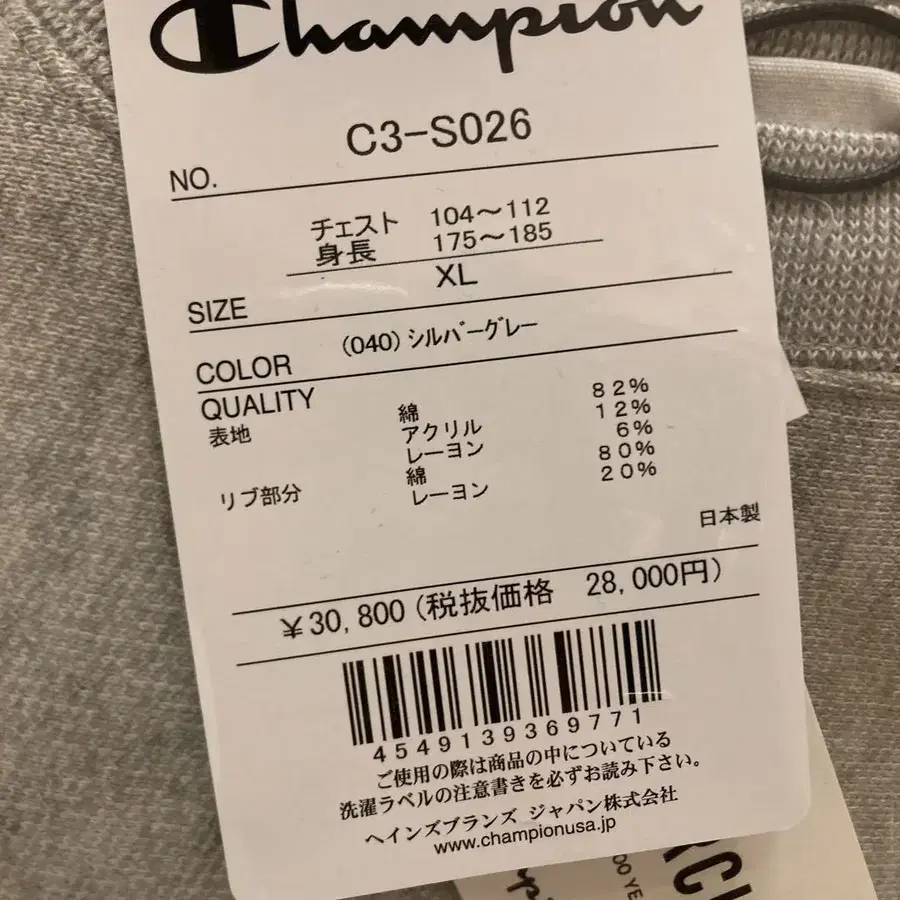 Champion
C3-S026
NO.
チェスト 104～112
身長 175～185
XL
SIZE
COLOR (040)シルバーグレー
QUALITY
表地 綿 82%
アクリル 12%
レーヨン 6%
リブ部分 綿 80%
レーヨン 20%
日本製
¥30,800(税抜価格 28,000円)
4549139369771
ご使用の際は商品の中についている
洗濯ラベルの注意書きを必ずお読み下さい。
ヘインズブランズ ジャパン株式会社
www.championusa.jp